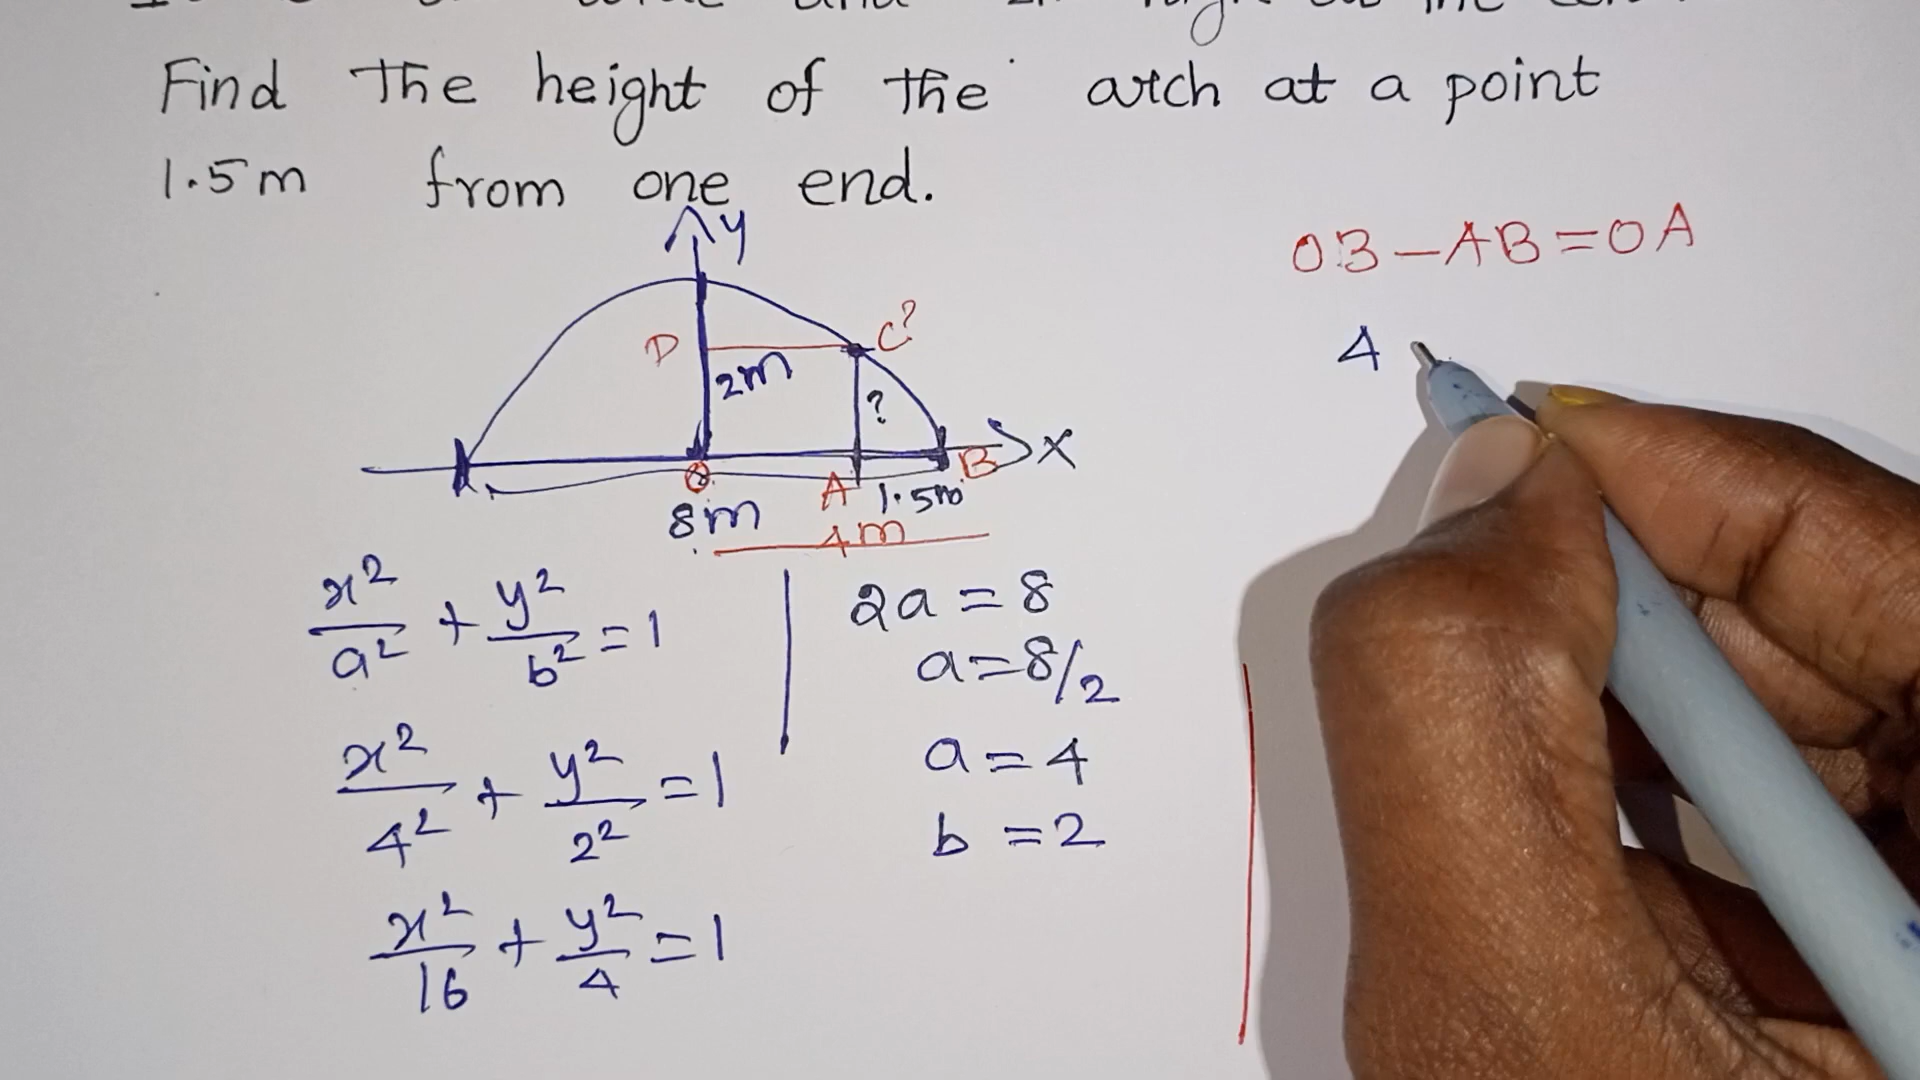 Find The height of the arch at a point
1.5m from one end.
y
OB - AB = OA
C?
D
4
2m
?
X
B
O
A
1.5m
8m
4m
x²/a² + y²/b² = 1
2a = 8
a = 8/2
x²/4² + y²/2² = 1
a = 4
b = 2
x²/16 + y²/4 = 1